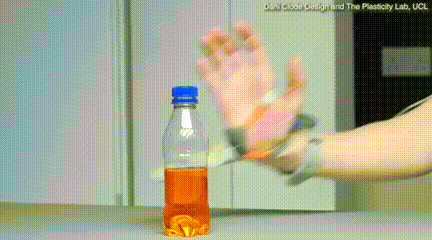 Dani Clode Design and The Plasticity Lab, UCL